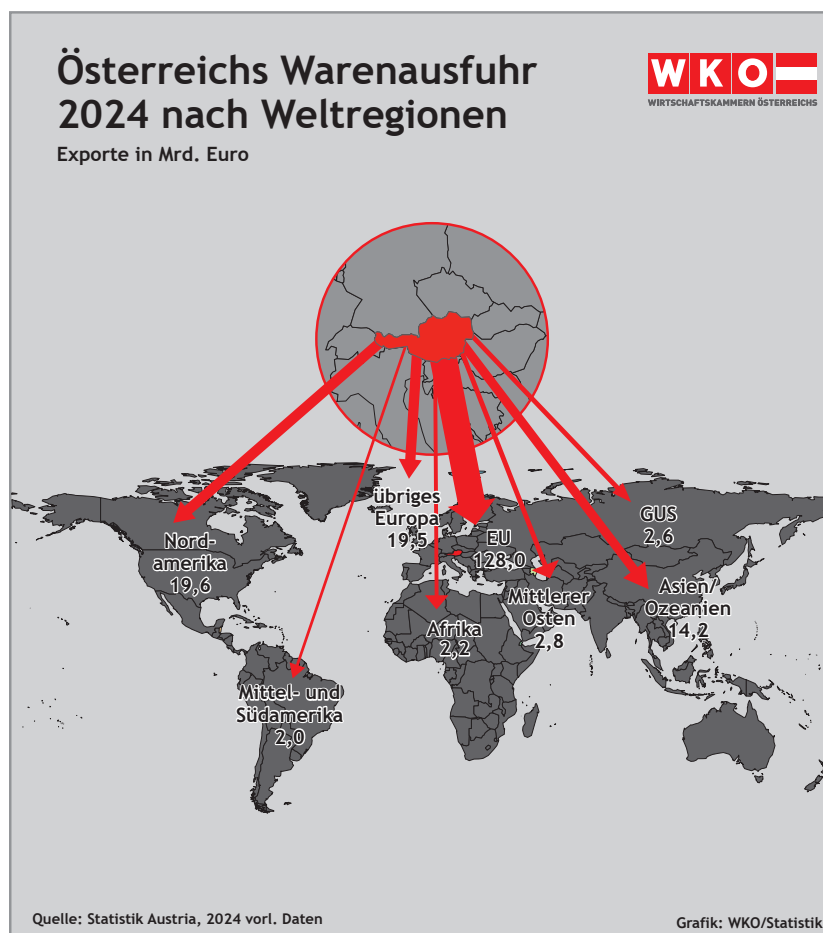 Österreichs Warenausfuhr
2024 nach Weltregionen
Exporte in Mrd. Euro
WKO
WIRTSCHAFTSKAMMERN ÖSTERREICHS
übriges
Europa
19,5
EU
128,0
GUS
2,6
Nord-
amerika
19,6
Mittlerer
Osten
2,8
Asien/
Ozeanien
14,2
Afrika
2,2
Mittel- und
Südamerika
2,0
Quelle: Statistik Austria, 2024 vorl. Daten
Grafik: WKO/Statistik